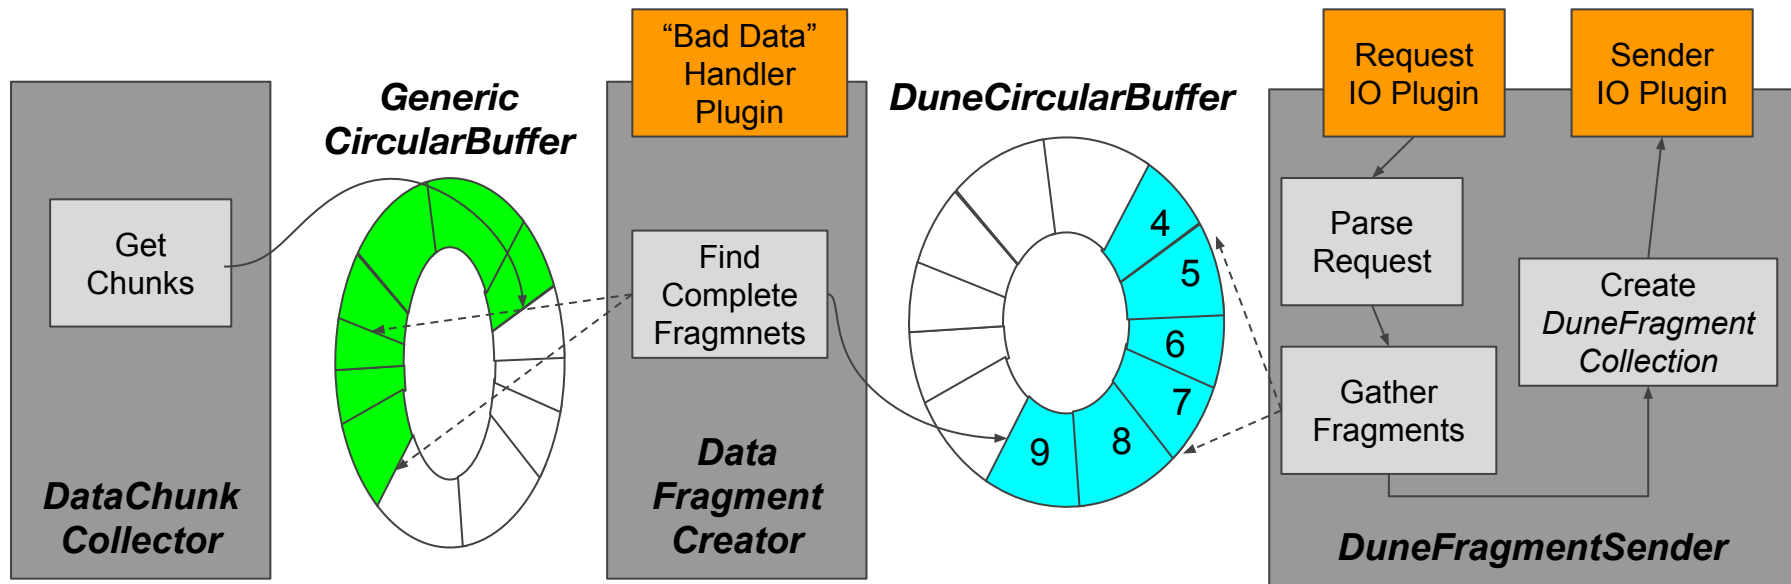 Get
Chunks
DataChunk
Collector
Generic
CircularBuffer
“Bad Data”
Handler
Plugin
Find
Complete
Fragmnets
Data
Fragment
Creator
DuneCircularBuffer
4
5
6
7
8
9
Request
IO Plugin
Sender
IO Plugin
Parse
Request
Gather
Fragments
Create
DuneFragment
Collection
DuneFragmentSender